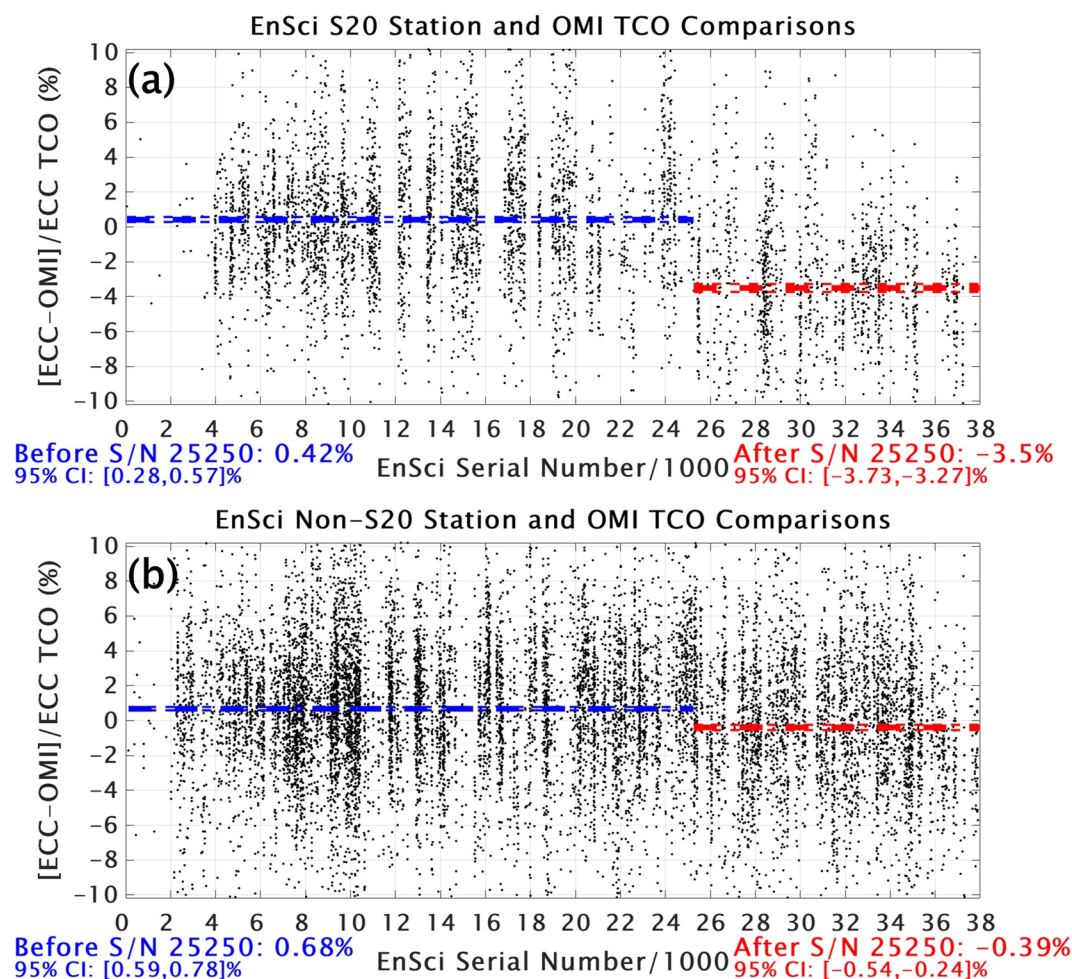 EnSci S20 Station and OMI TCO Comparisons
(a)
[ECC-OMI]/ECC TCO (%)
10
8
6
4
2
0
-2
-4
-6
-8
-10
0 2 4 6 8 10 12 14 16 18 20 22 24 26 28 30 32 34 36 38
EnSci Serial Number/1000
Before S/N 25250: 0.42%
95% CI: [0.28,0.57]%
After S/N 25250: -3.5%
95% CI: [-3.73,-3.27]%
EnSci Non-S20 Station and OMI TCO Comparisons
(b)
[ECC-OMI]/ECC TCO (%)
10
8
6
4
2
0
-2
-4
-6
-8
-10
0 2 4 6 8 10 12 14 16 18 20 22 24 26 28 30 32 34 36 38
EnSci Serial Number/1000
Before S/N 25250: 0.68%
95% CI: [0.59,0.78]%
After S/N 25250: -0.39%
95% CI: [-0.54,-0.24]%